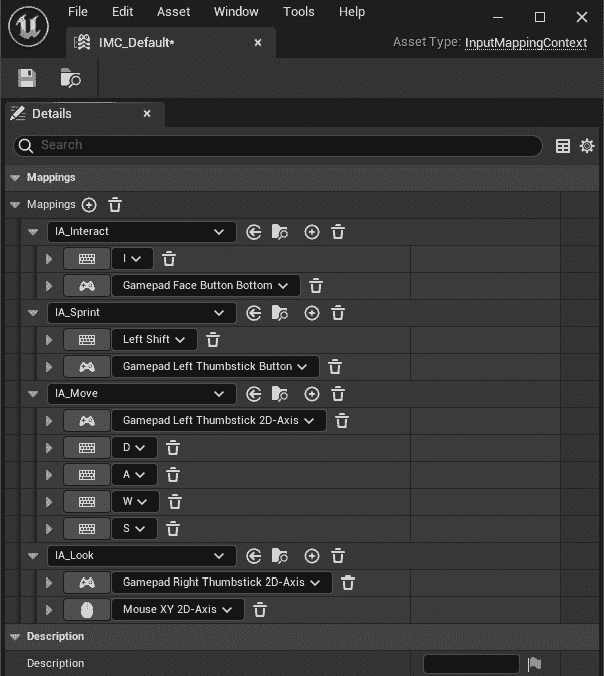 File Edit Asset Window Tools Help
IMC_Default*
Asset Type: InputMappingContext
Details
Search
Mappings
Mappings
IA_Interact
I
Gamepad Face Button Bottom
IA_Sprint
Left Shift
Gamepad Left Thumbstick Button
IA_Move
Gamepad Left Thumbstick 2D-Axis
D
A
W
S
IA_Look
Gamepad Right Thumbstick 2D-Axis
Mouse XY 2D-Axis
Description
Description